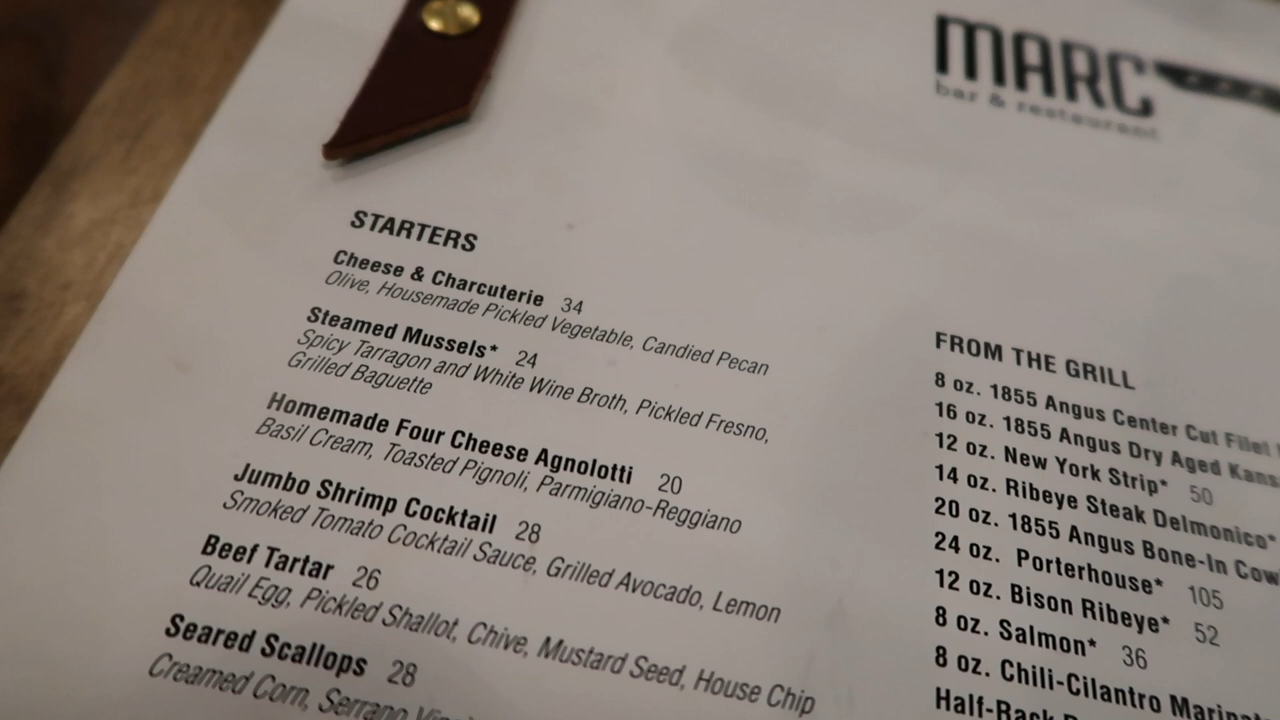 MARC
bar & restaurant
STARTERS
Cheese & Charcuterie 34
Olive, Housemade Pickled Vegetable, Candied Pecan
Steamed Mussels* 24
Spicy Tarragon and White Wine Broth, Pickled Fresno,
Grilled Baguette
Homemade Four Cheese Agnolotti 20
Basil Cream, Toasted Pignoli, Parmigiano-Reggiano
Jumbo Shrimp Cocktail 28
Smoked Tomato Cocktail Sauce, Grilled Avocado, Lemon
Beef Tartar 26
Quail Egg, Pickled Shallot, Chive, Mustard Seed, House Chip
Seared Scallops 28
Creamed Corn, Serrano
FROM THE GRILL
8 oz. 1855 Angus Center Cut Filet
16 oz. 1855 Angus Dry Aged
12 oz. New York Strip* 50
14 oz. Ribeye Steak Delmonico*
20 oz. 1855 Angus Bone-In
24 oz. Porterhouse* 105
12 oz. Bison Ribeye* 52
8 oz. Salmon* 36
8 oz. Chili-Cilantro
Half-Rack